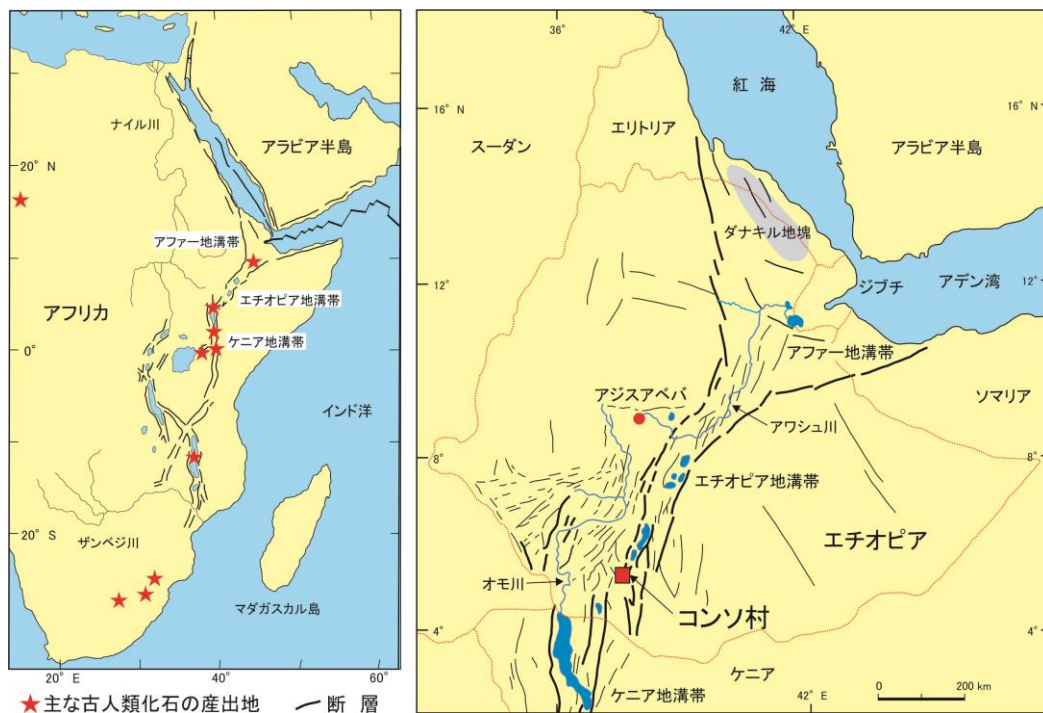 ナイル川
アラビア半島
20° N
アファー地溝帯
エチオピア地溝帯
アフリカ
ケニア地溝帯
0°
インド洋
20° S
ザンベジ川
マダガスカル島
20° E
40°
60°
★主な古人類化石の産出地
断層
36°
42° E
紅海
16° N
16° N
エリトリア
スーダン
アラビア半島
ダナキル地塊
アデン湾
ジブチ
12°
12°
アファー地溝帯
アジスアベバ
ソマリア
アワシュ川
8°
8°
エチオピア地溝帯
エチオピア
オモ川
コンソ村
4°
4°
ケニア
ケニア地溝帯
42° E
0
200 km